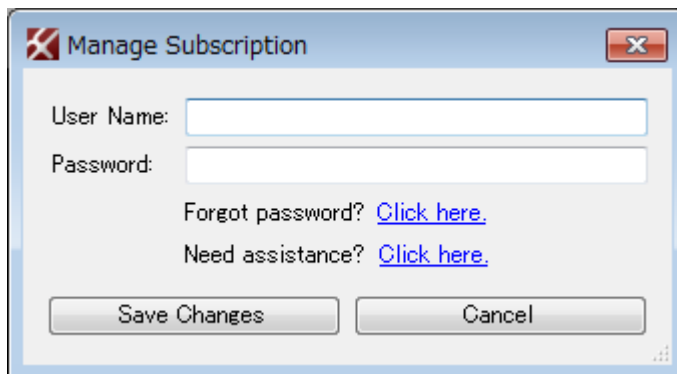 Manage Subscription
User Name:
Password:
Forgot password? Click here.
Need assistance? Click here.
Save Changes Cancel